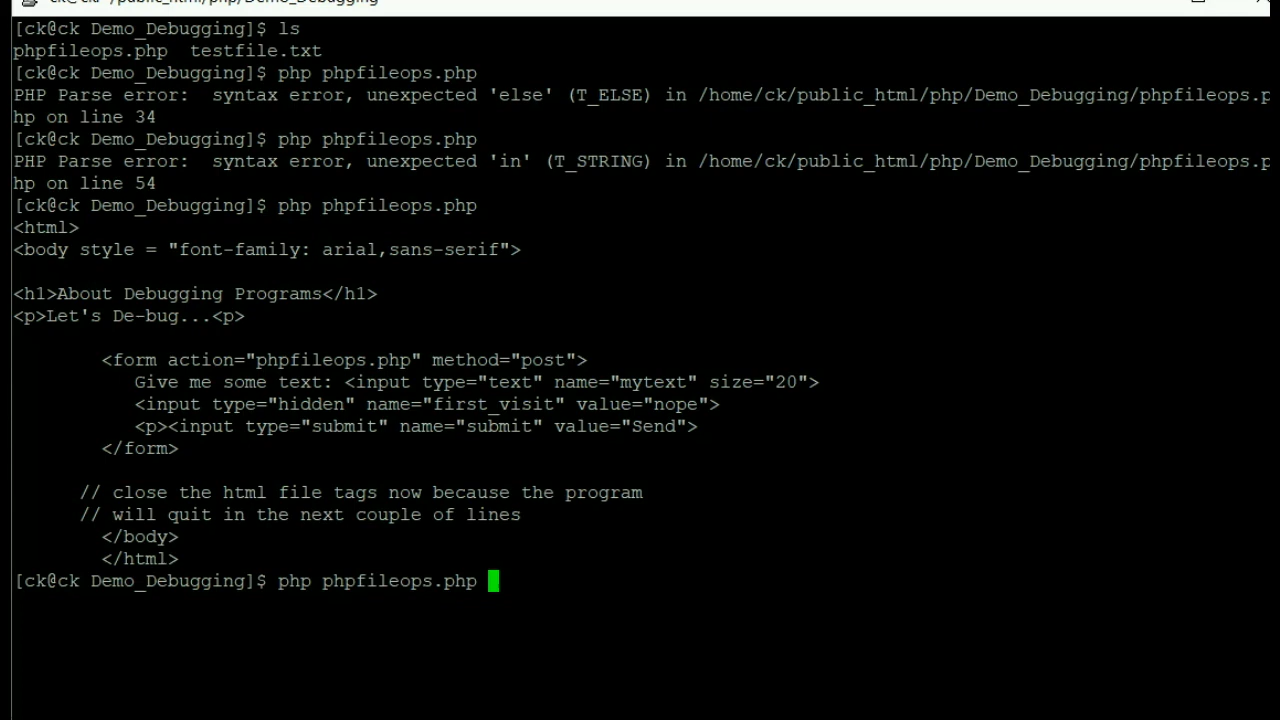 ck@ck:~/public_html/php/Demo_Debugging
[ck@ck Demo_Debugging]$ ls
phpfileops.php  testfile.txt
[ck@ck Demo_Debugging]$ php phpfileops.php
PHP Parse error:  syntax error, unexpected 'else' (T_ELSE) in /home/ck/public_html/php/Demo_Debugging/phpfileops.p
hp on line 34
[ck@ck Demo_Debugging]$ php phpfileops.php
PHP Parse error:  syntax error, unexpected 'in' (T_STRING) in /home/ck/public_html/php/Demo_Debugging/phpfileops.p
hp on line 54
[ck@ck Demo_Debugging]$ php phpfileops.php
<html>
<body style = "font-family: arial,sans-serif">
<h1>About Debugging Programs</h1>
<p>Let's De-bug...<p>
<form action="phpfileops.php" method="post">
Give me some text: <input type="text" name="mytext" size="20">
<input type="hidden" name="first_visit" value="nope">
<p><input type="submit" name="submit" value="Send">
</form>
// close the html file tags now because the program
// will quit in the next couple of lines
</body>
</html>
[ck@ck Demo_Debugging]$ php phpfileops.php